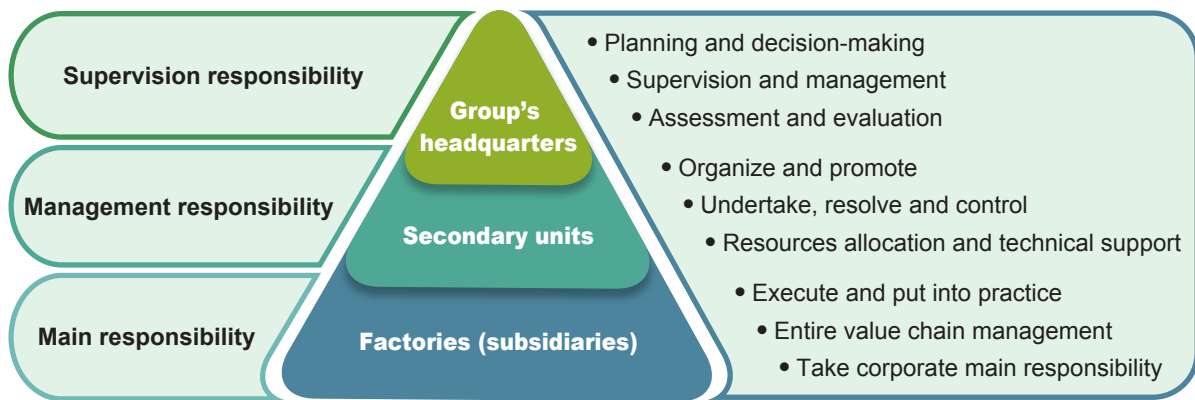 Supervision responsibility
Group's
headquarters
• Planning and decision-making
• Supervision and management
• Assessment and evaluation
Management responsibility
Secondary units
• Organize and promote
• Undertake, resolve and control
• Resources allocation and technical support
Main responsibility
Factories (subsidiaries)
• Execute and put into practice
• Entire value chain management
• Take corporate main responsibility